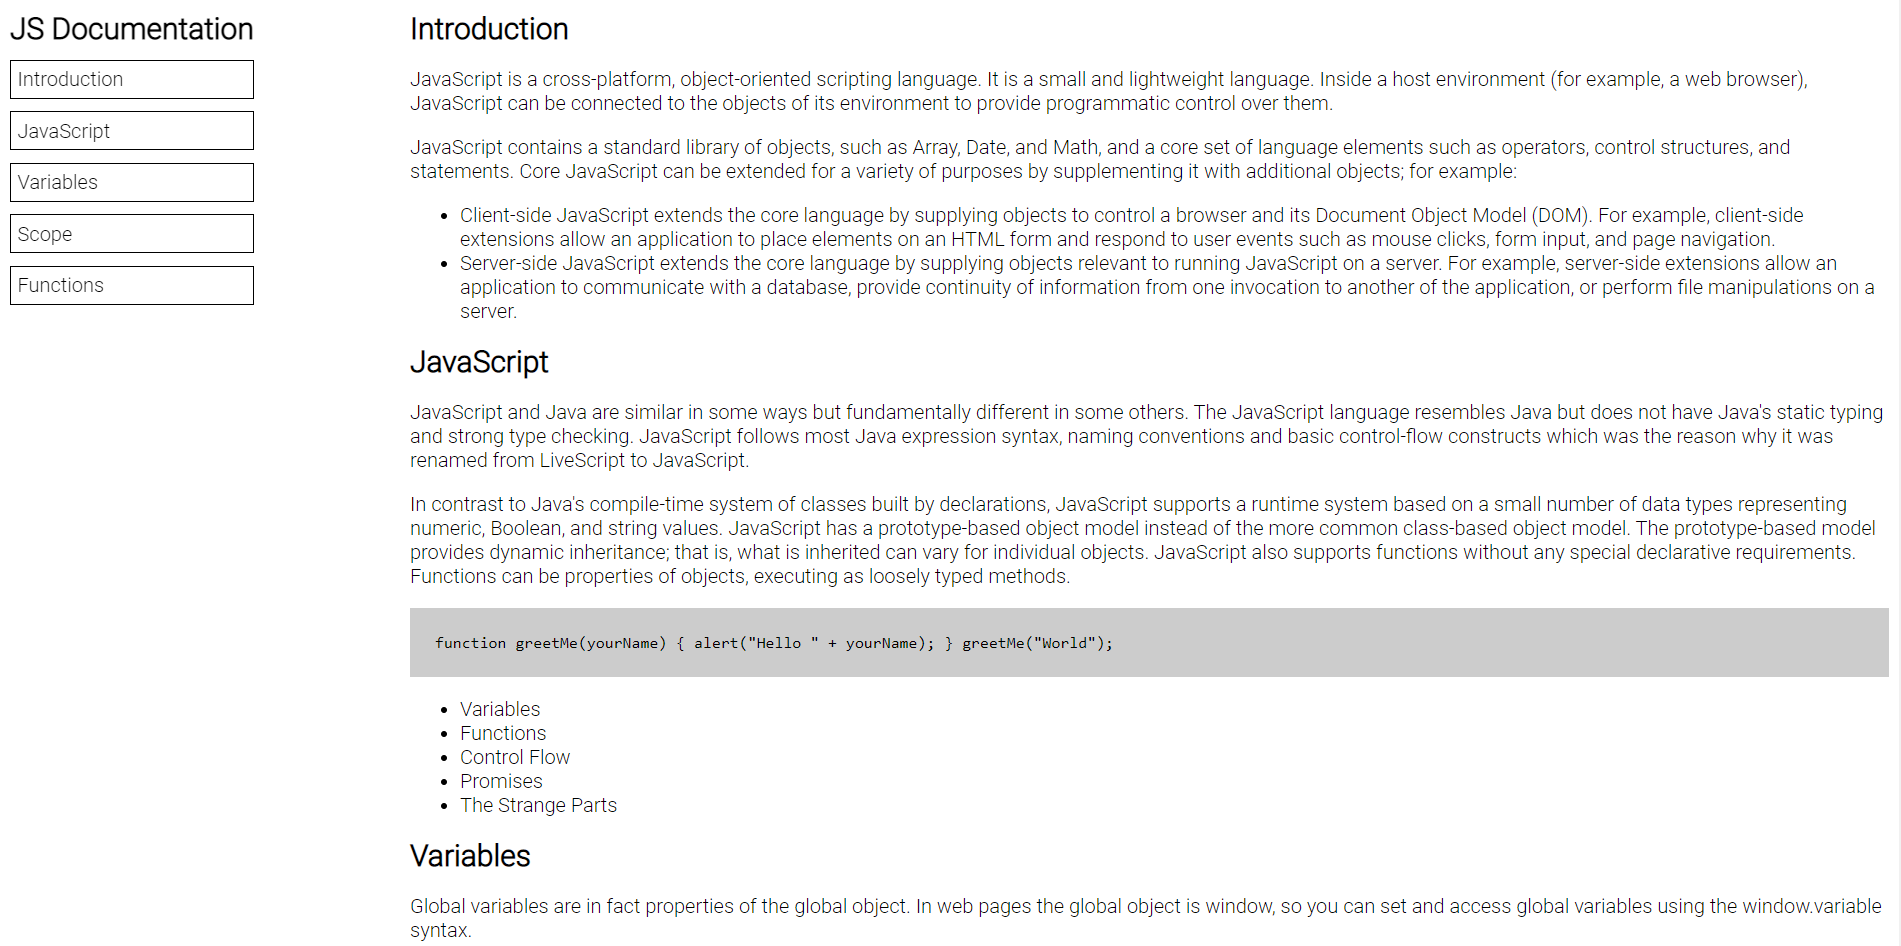 JS Documentation
Introduction
JavaScript
Variables
Scope
Functions
Introduction
JavaScript is a cross-platform, object-oriented scripting language. It is a small and lightweight language. Inside a host environment (for example, a web browser),
JavaScript can be connected to the objects of its environment to provide programmatic control over them.
JavaScript contains a standard library of objects, such as Array, Date, and Math, and a core set of language elements such as operators, control structures, and
statements. Core JavaScript can be extended for a variety of purposes by supplementing it with additional objects; for example:
• Client-side JavaScript extends the core language by supplying objects to control a browser and its Document Object Model (DOM). For example, client-side
extensions allow an application to place elements on an HTML form and respond to user events such as mouse clicks, form input, and page navigation.
• Server-side JavaScript extends the core language by supplying objects relevant to running JavaScript on a server. For example, server-side extensions allow an
application to communicate with a database, provide continuity of information from one invocation to another of the application, or perform file manipulations on a
server.
JavaScript
JavaScript and Java are similar in some ways but fundamentally different in some others. The JavaScript language resembles Java but does not have Java's static typing
and strong type checking. JavaScript follows most Java expression syntax, naming conventions and basic control-flow constructs which was the reason why it was
renamed from LiveScript to JavaScript.
In contrast to Java's compile-time system of classes built by declarations, JavaScript supports a runtime system based on a small number of data types representing
numeric, Boolean, and string values. JavaScript has a prototype-based object model instead of the more common class-based object model. The prototype-based model
provides dynamic inheritance; that is, what is inherited can vary for individual objects. JavaScript also supports functions without any special declarative requirements.
Functions can be properties of objects, executing as loosely typed methods.
function greetMe(yourName) { alert("Hello " + yourName); } greetMe("World");
• Variables
• Functions
• Control Flow
• Promises
• The Strange Parts
Variables
Global variables are in fact properties of the global object. In web pages the global object is window, so you can set and access global variables using the window.variable
syntax.